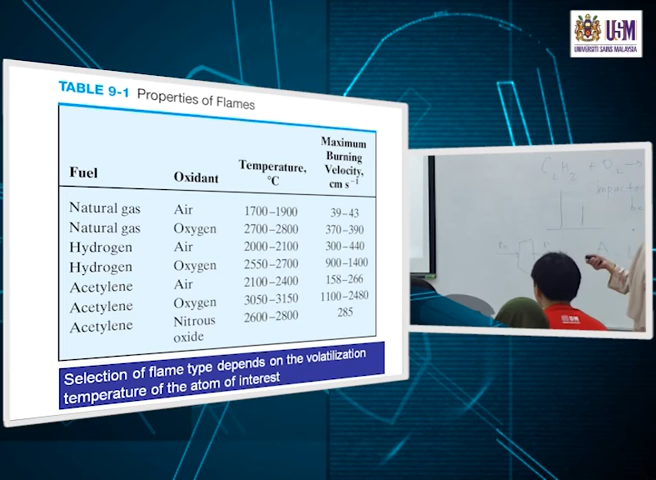 USM
UNIVERSITI SAINS MALAYSIA
TABLE 9-1 Properties of Flames
Fuel Oxidant Temperature, °C Maximum Burning Velocity, cm s⁻¹
Natural gas Air 1700–1900 39–43
Natural gas Oxygen 2700–2800 370–390
Hydrogen Air 2000–2100 300–440
Hydrogen Oxygen 2550–2700 900–1400
Acetylene Air 2100–2400 158–266
Acetylene Oxygen 3050–3150 1100–2480
Acetylene Nitrous oxide 2600–2800 285
Selection of flame type depends on the volatilization
temperature of the atom of interest